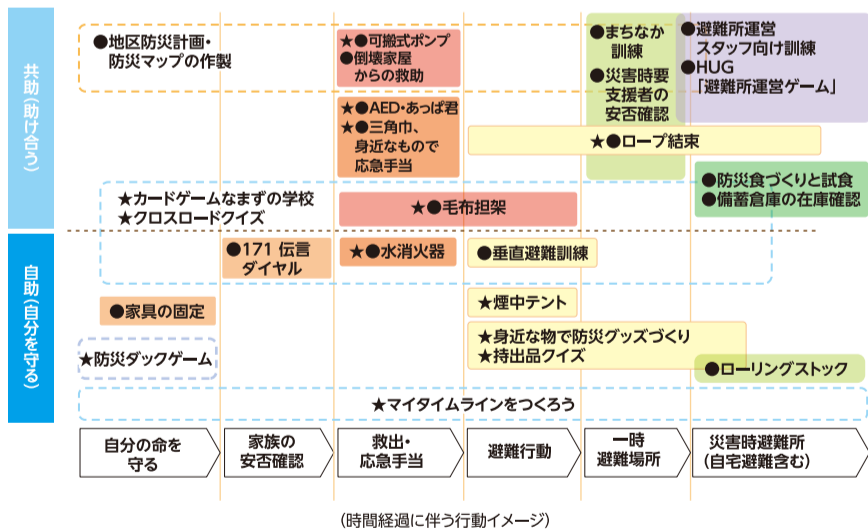 共助(助け合う)
●地区防災計画・
防災マップの作製
★●可搬式ポンプ
●倒壊家屋
からの救助
★●AED・あっぱ君
★●三角巾、
身近なもので
応急手当
●まちなか
訓練
●災害時要
支援者の
安否確認
●避難所運営
スタッフ向け訓練
●HUG
「避難所運営ゲーム」
★●ロープ結束
●防災食づくりと試食
●備蓄倉庫の在庫確認
★カードゲームなまずの学校
★クロスロードクイズ
★●毛布担架
自助(自分を守る)
●171 伝言
ダイヤル
★●水消火器
●垂直避難訓練
●家具の固定
★煙中テント
★防災ダックゲーム
★身近な物で防災グッズづくり
★持出品クイズ
●ローリングストック
★マイタイムラインをつくろう
自分の命を
守る
家族の
安否確認
救出・
応急手当
避難行動
一時
避難場所
災害時避難所
(自宅避難含む)
(時間経過に伴う行動イメージ)